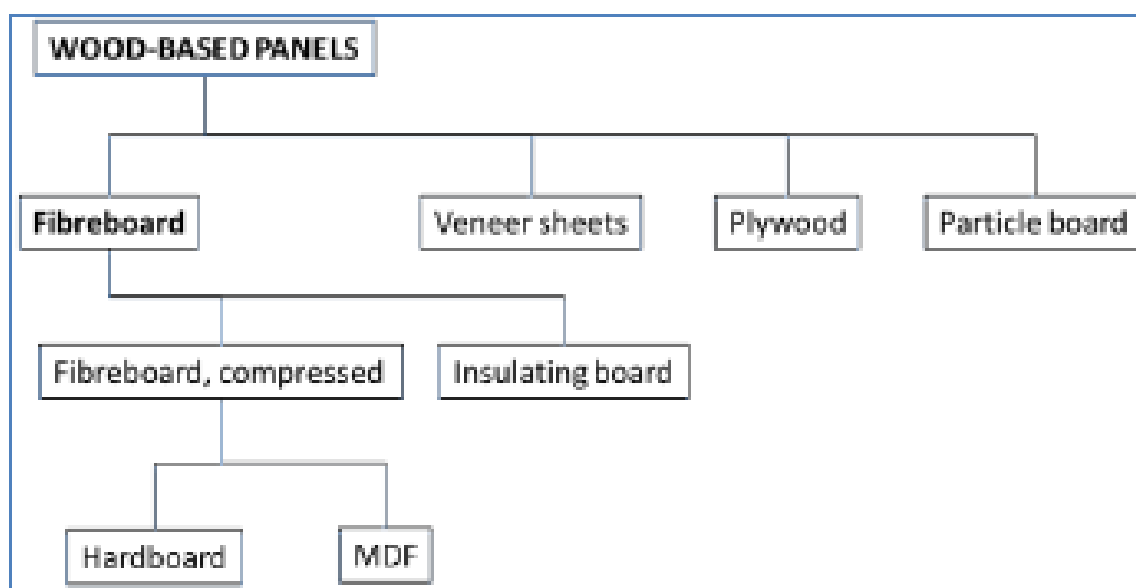 WOOD-BASED PANELS
Fibreboard
Veneer sheets
Plywood
Particle board
Fibreboard, compressed
Insulating board
Hardboard
MDF